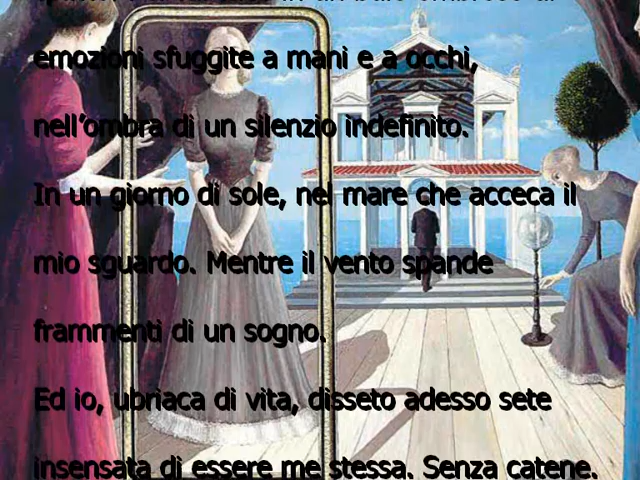 emozioni sfuggite a mani e a occhi,
nell'ombra di un silenzio indefinito.
In un giorno di sole, nel mare che acceca il
mio sguardo. Mentre il vento spande
frammenti di un sogno.
Ed io, ubriaca di vita, disseto adesso sete
insensata di essere me stessa. Senza catene.